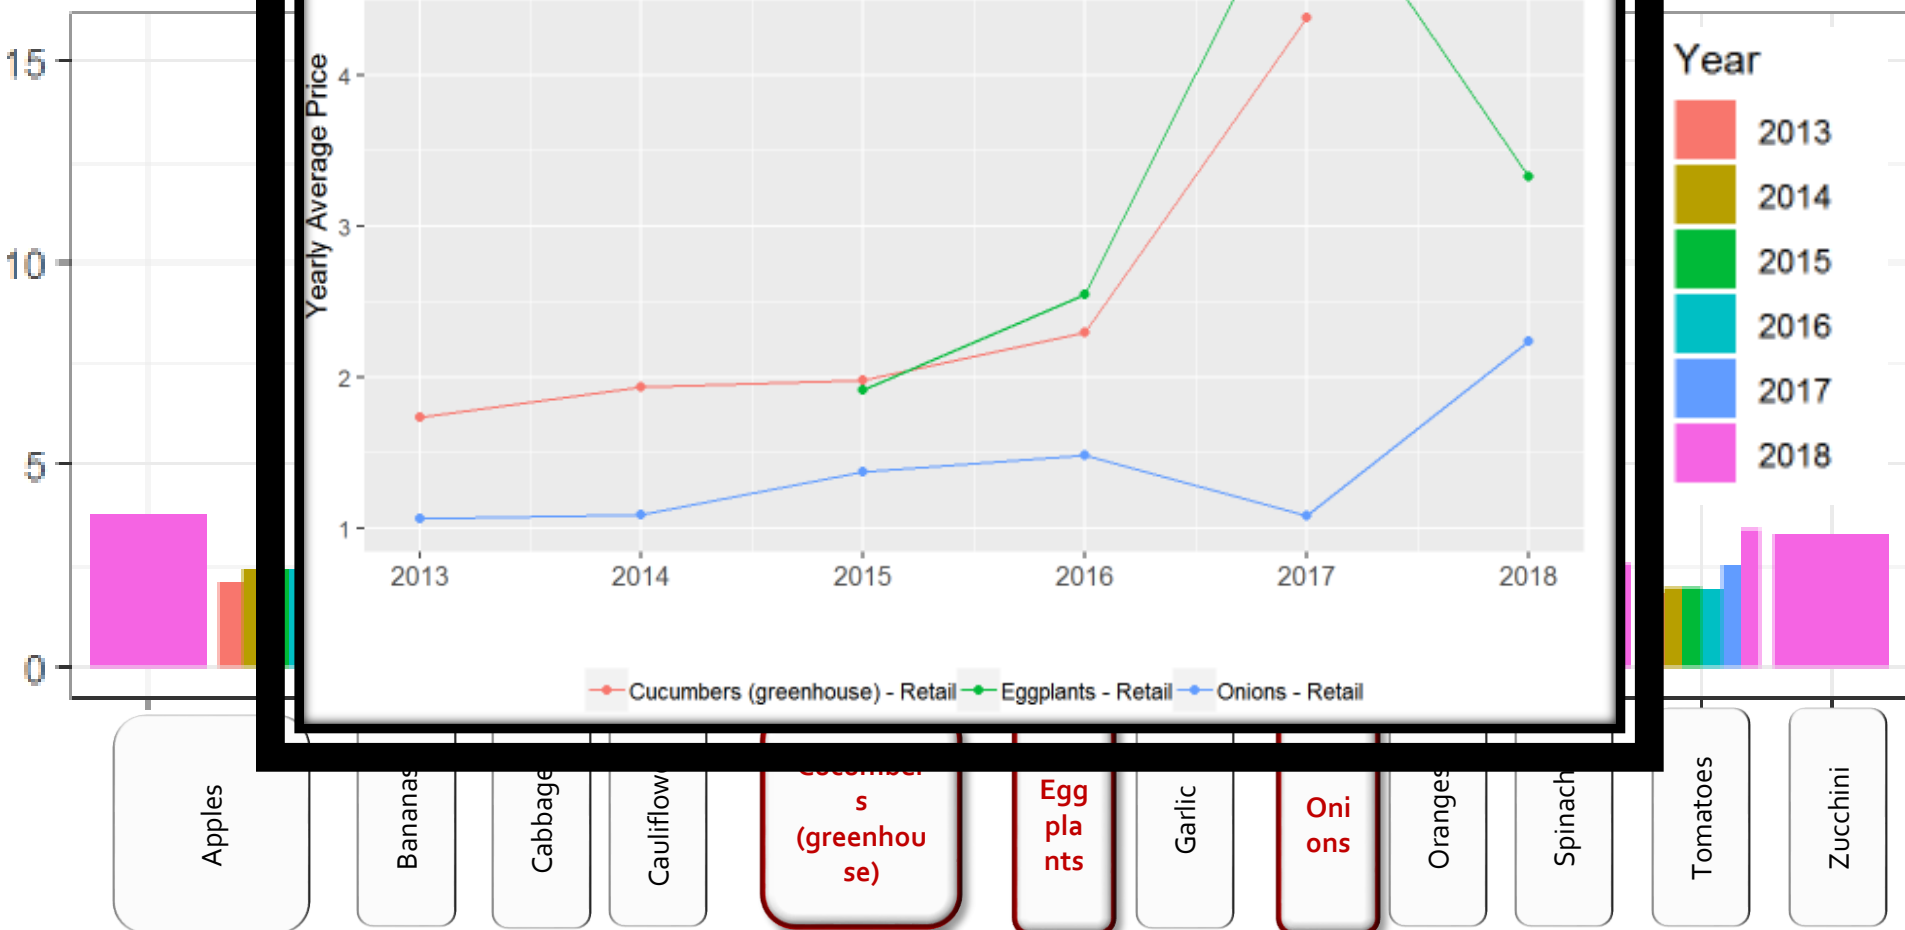 15
10
5
0
Yearly Average Price
4
3
2
1
2013 2014 2015 2016 2017 2018
Cucumbers (greenhouse) - Retail Eggplants - Retail Onions - Retail
Year
2013
2014
2015
2016
2017
2018
Apples
Bananas
Cabbage
Cauliflow
Cucumber
s
(greenhou
se)
Egg
pla
nts
Garlic
Oni
ons
Oranges
Spinach
Tomatoes
Zucchini